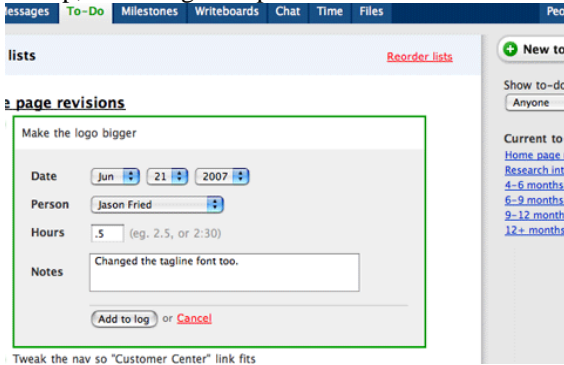 To-Do Milestones Writeboards Chat Time Files
lists
Reorder lists
New to
page revisions
Show to-do
Anyone
Make the logo bigger
Current to
Home page
Date Jun 21 2007
Research int
4-6 months
Person Jason Fried
6-9 months
9-12 month
Hours .5 (eg. 2.5, or 2:30)
12+ months
Notes Changed the tagline font too.
Add to log or Cancel
Tweak the nav so "Customer Center" link fits